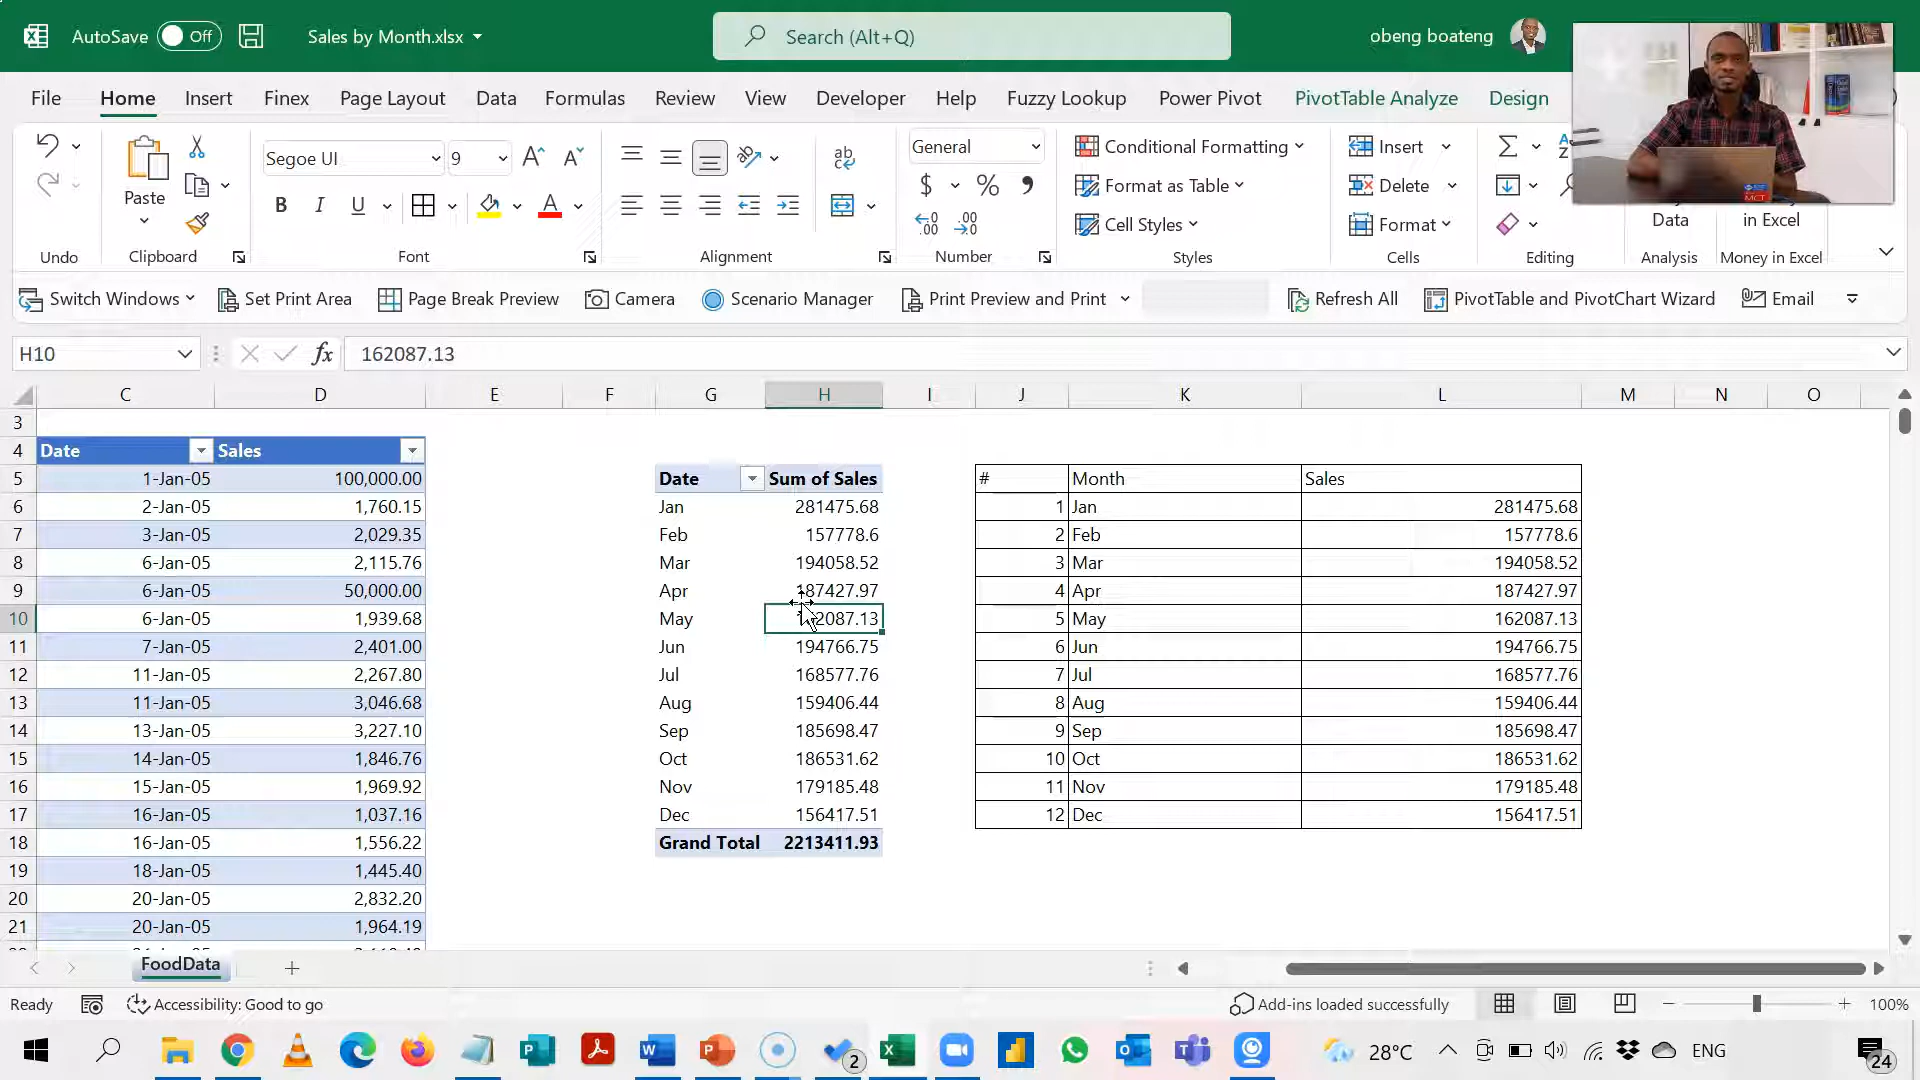 AutoSave Off Sales by Month.xlsx Search (Alt+Q) obeng boateng
File Home Insert Finex Page Layout Data Formulas Review View Developer Help Fuzzy Lookup Power Pivot PivotTable Analyze Design
Segoe UI 9 ab General Conditional Formatting Insert Σ
Paste $ % Format as Table Delete
B I U A Cell Styles Format Data in Excel
Undo Clipboard Font Alignment Number Styles Cells Editing Analysis Money in Excel
Switch Windows Set Print Area Page Break Preview Camera Scenario Manager Print Preview and Print Refresh All PivotTable and PivotChart Wizard Email
H10 fx 162087.13
C D E F G H I J K L M N O
3
4 Date Sales
5 1-Jan-05 100,000.00 Date Sum of Sales # Month Sales
6 2-Jan-05 1,760.15 Jan 281475.68 1 Jan 281475.68
7 3-Jan-05 2,029.35 Feb 157778.6 2 Feb 157778.6
8 6-Jan-05 2,115.76 Mar 194058.52 3 Mar 194058.52
9 6-Jan-05 50,000.00 Apr 187427.97 4 Apr 187427.97
10 6-Jan-05 1,939.68 May 162087.13 5 May 162087.13
11 7-Jan-05 2,401.00 Jun 194766.75 6 Jun 194766.75
12 11-Jan-05 2,267.80 Jul 168577.76 7 Jul 168577.76
13 11-Jan-05 3,046.68 Aug 159406.44 8 Aug 159406.44
14 13-Jan-05 3,227.10 Sep 185698.47 9 Sep 185698.47
15 14-Jan-05 1,846.76 Oct 186531.62 10 Oct 186531.62
16 15-Jan-05 1,969.92 Nov 179185.48 11 Nov 179185.48
17 16-Jan-05 1,037.16 Dec 156417.51 12 Dec 156417.51
18 16-Jan-05 1,556.22 Grand Total 2213411.93
19 18-Jan-05 1,445.40
20 20-Jan-05 2,832.20
21 20-Jan-05 1,964.19
FoodData
Ready Accessibility: Good to go Add-ins loaded successfully 100%
2 28°C ENG 24